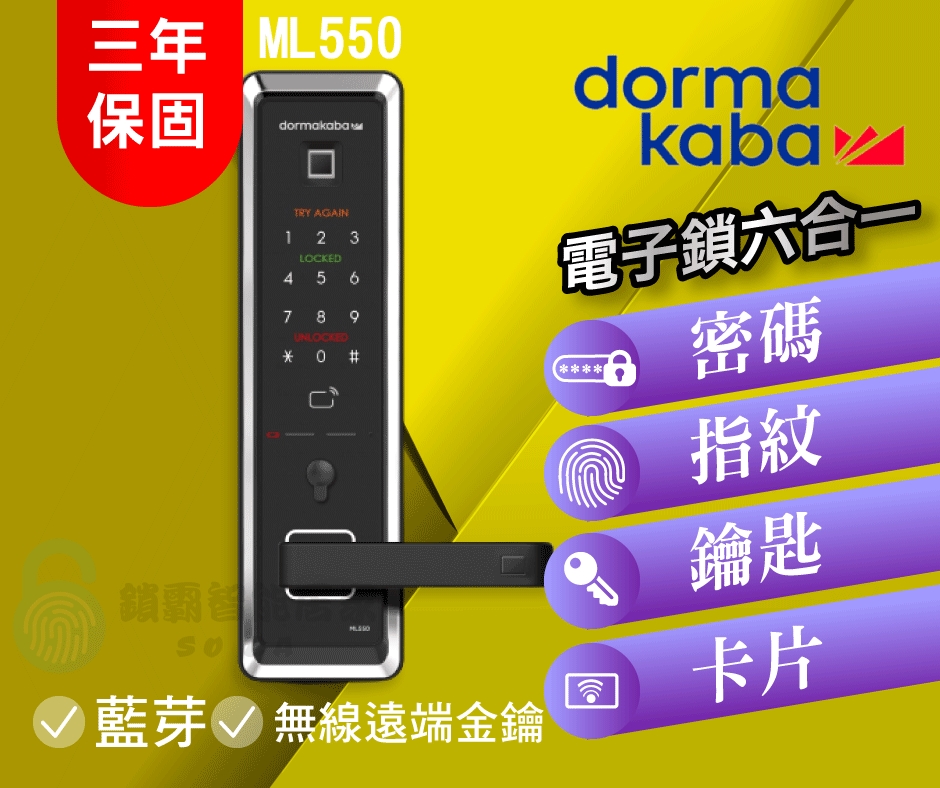 三年
保固
ML550
dorma
kaba
電子鎖六合一
dormakaba
TRY AGAIN
1 2 3
LOCKED
4 5 6
7 8 9
UNLOCKED
* 0 #
密碼
****
指紋
鑰匙
卡片
ML550
藍芽
無線遠端金鑰